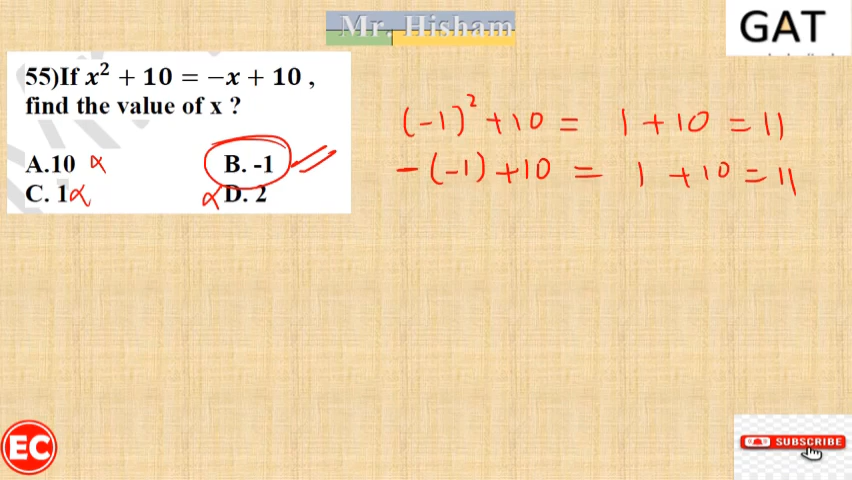 Mr. Hisham
GAT
55)If x² + 10 = −x + 10 ,
find the value of x ?
A.10 B. -1
C. 1 D. 2
(-1)² + 10 = 1 + 10 = 11
-(-1) + 10 = 1 + 10 = 11
EC
SUBSCRIBE